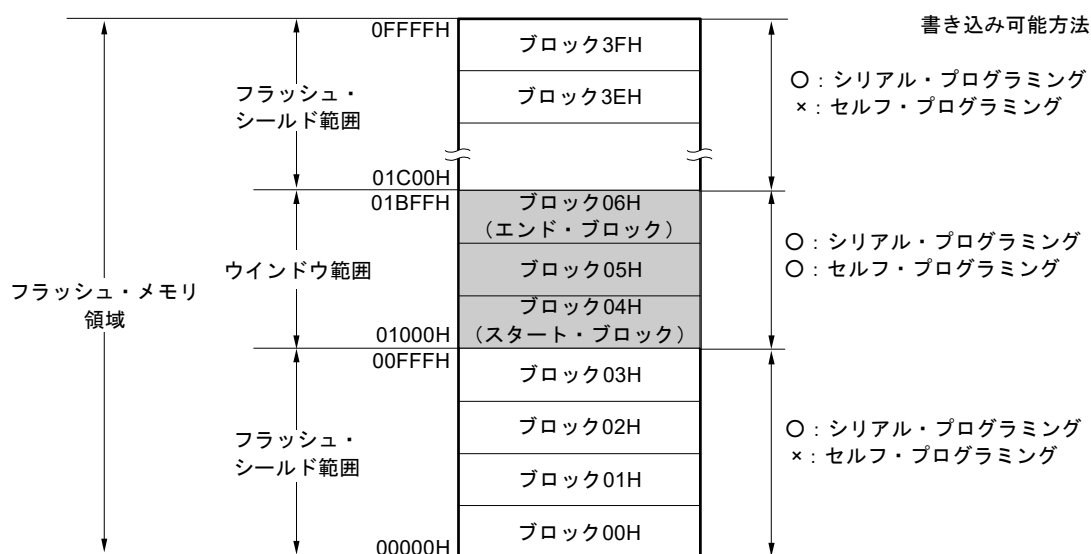 書き込み可能方法
0FFFFH
ブロック3FH
ブロック3EH
フラッシュ・
シールド範囲
○:シリアル・プログラミング
×:セルフ・プログラミング
01C00H
01BFFH
ブロック06H
(エンド・ブロック)
ブロック05H
ブロック04H
(スタート・ブロック)
ウインドウ範囲
○:シリアル・プログラミング
○:セルフ・プログラミング
フラッシュ・メモリ
領域
01000H
00FFFH
ブロック03H
ブロック02H
ブロック01H
ブロック00H
フラッシュ・
シールド範囲
○:シリアル・プログラミング
×:セルフ・プログラミング
00000H